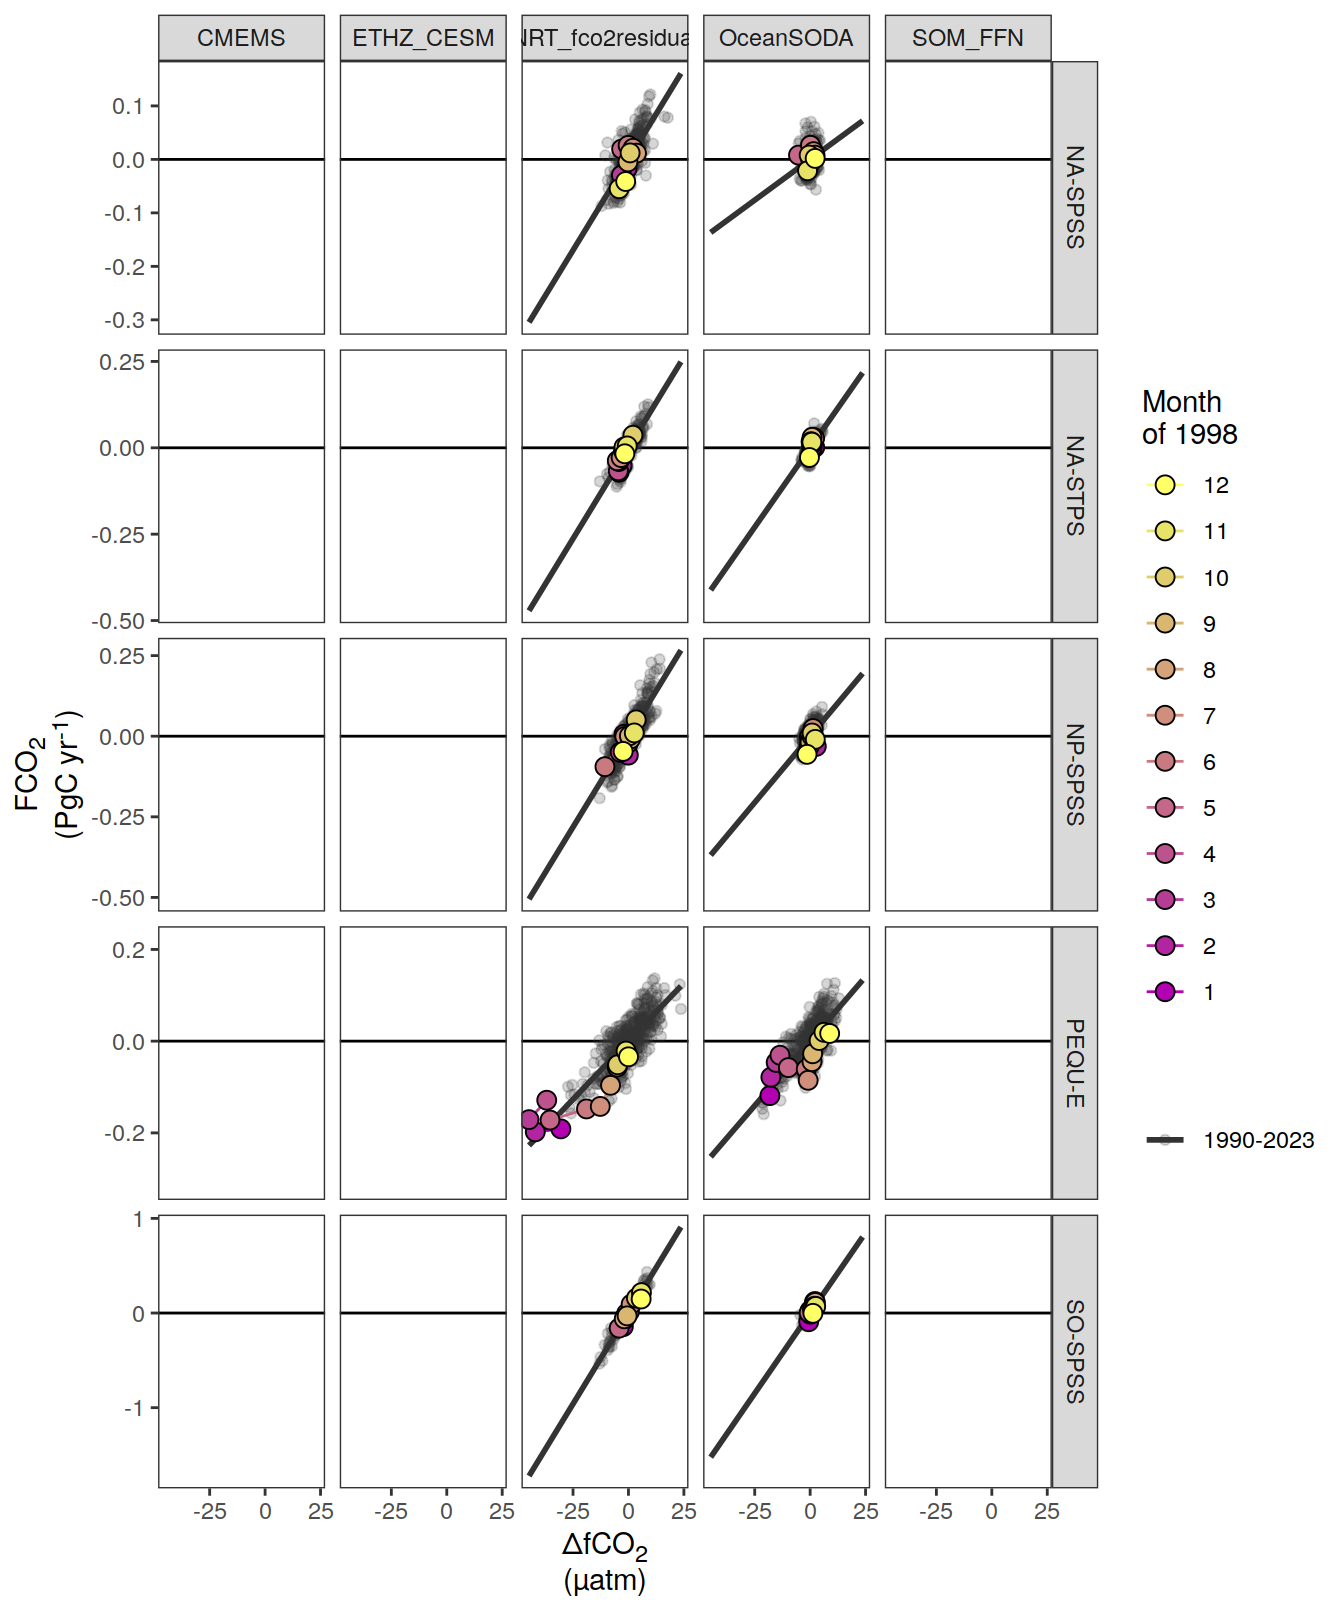 CMEMS ETHZ_CESM NRT_fco2residua OceanSODA SOM_FFN
0.1
0.0
-0.1
-0.2
-0.3
NA-SPSS
0.25
0.00
-0.25
-0.50
NA-STPS
0.25
0.00
-0.25
-0.50
NP-SPSS
0.2
0.0
-0.2
PEQU-E
1
0
-1
SO-SPSS
-25 0 25 -25 0 25 -25 0 25 -25 0 25 -25 0 25
ΔfCO₂
(µatm)
FCO₂
(PgC yr⁻¹)
Month
of 1998
12
11
10
9
8
7
6
5
4
3
2
1
1990-2023